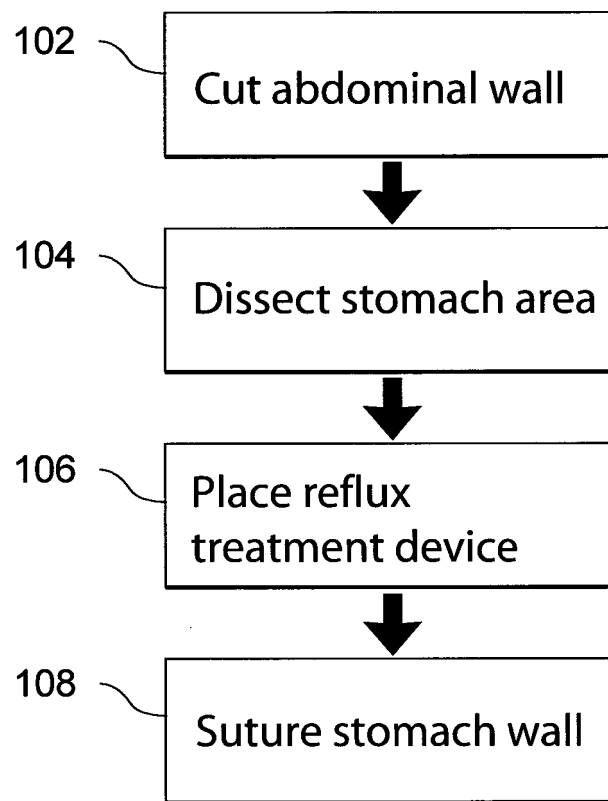 102
Cut abdominal wall
104
Dissect stomach area
106
Place reflux
treatment device
108
Suture stomach wall